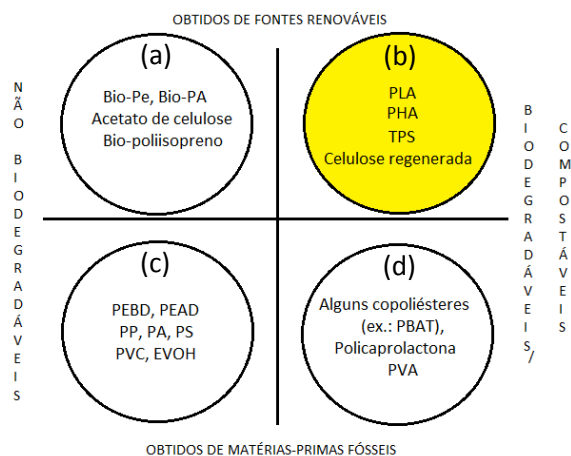 OBTIDOS DE FONTES RENOVÁVEIS
(a)
Bio-Pe, Bio-PA
Acetato de celulose
Bio-poliisopreno
(b)
PLA
PHA
TPS
Celulose regenerada
NÃO BIODEGRADÁVEIS
BIODEGRADÁVEIS/
COMPOSTÁVEIS
(c)
PEBD, PEAD
PP, PA, PS
PVC, EVOH
(d)
Alguns copoliésteres
(ex.: PBAT),
Policaprolactona
PVA
OBTIDOS DE MATÉRIAS-PRIMAS FÓSSEIS